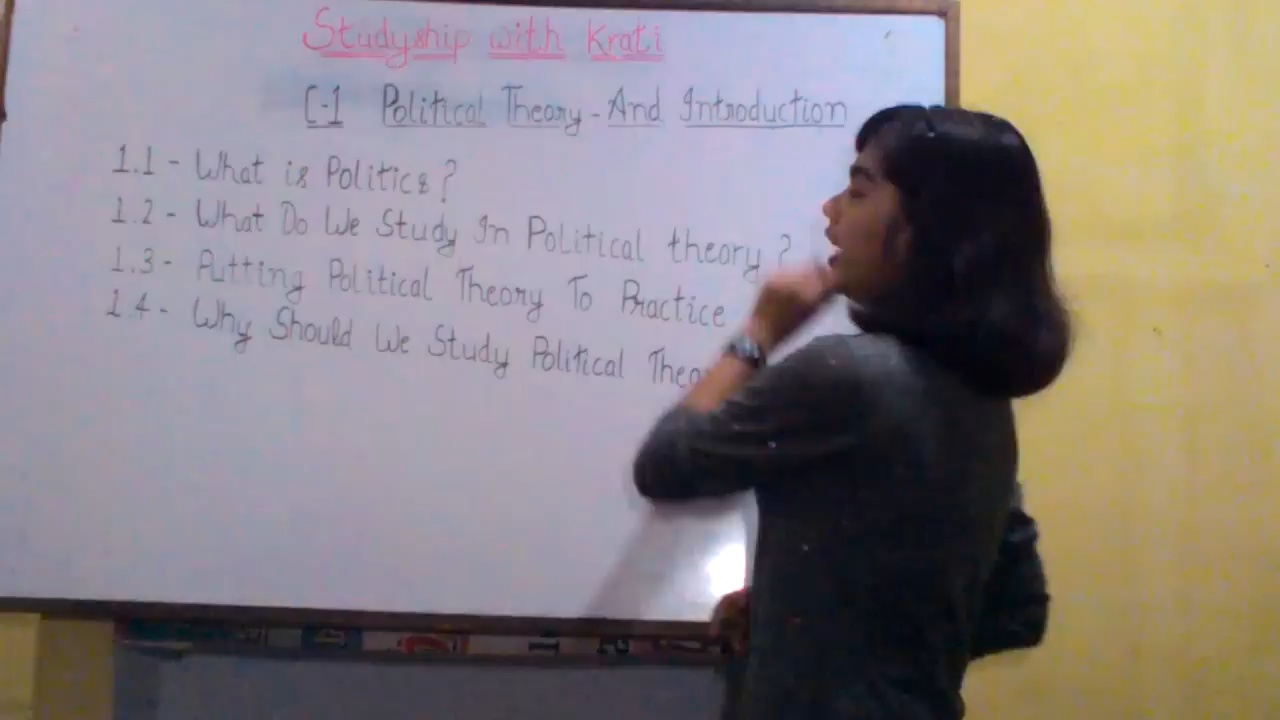 Studyship with Krati
C-1 Political Theory - And Introduction
1.1 - What is Politics?
1.2 - What Do We Study In Political theory?
1.3 - Putting Political Theory To Practice
1.4 - Why Should We Study Political Theo